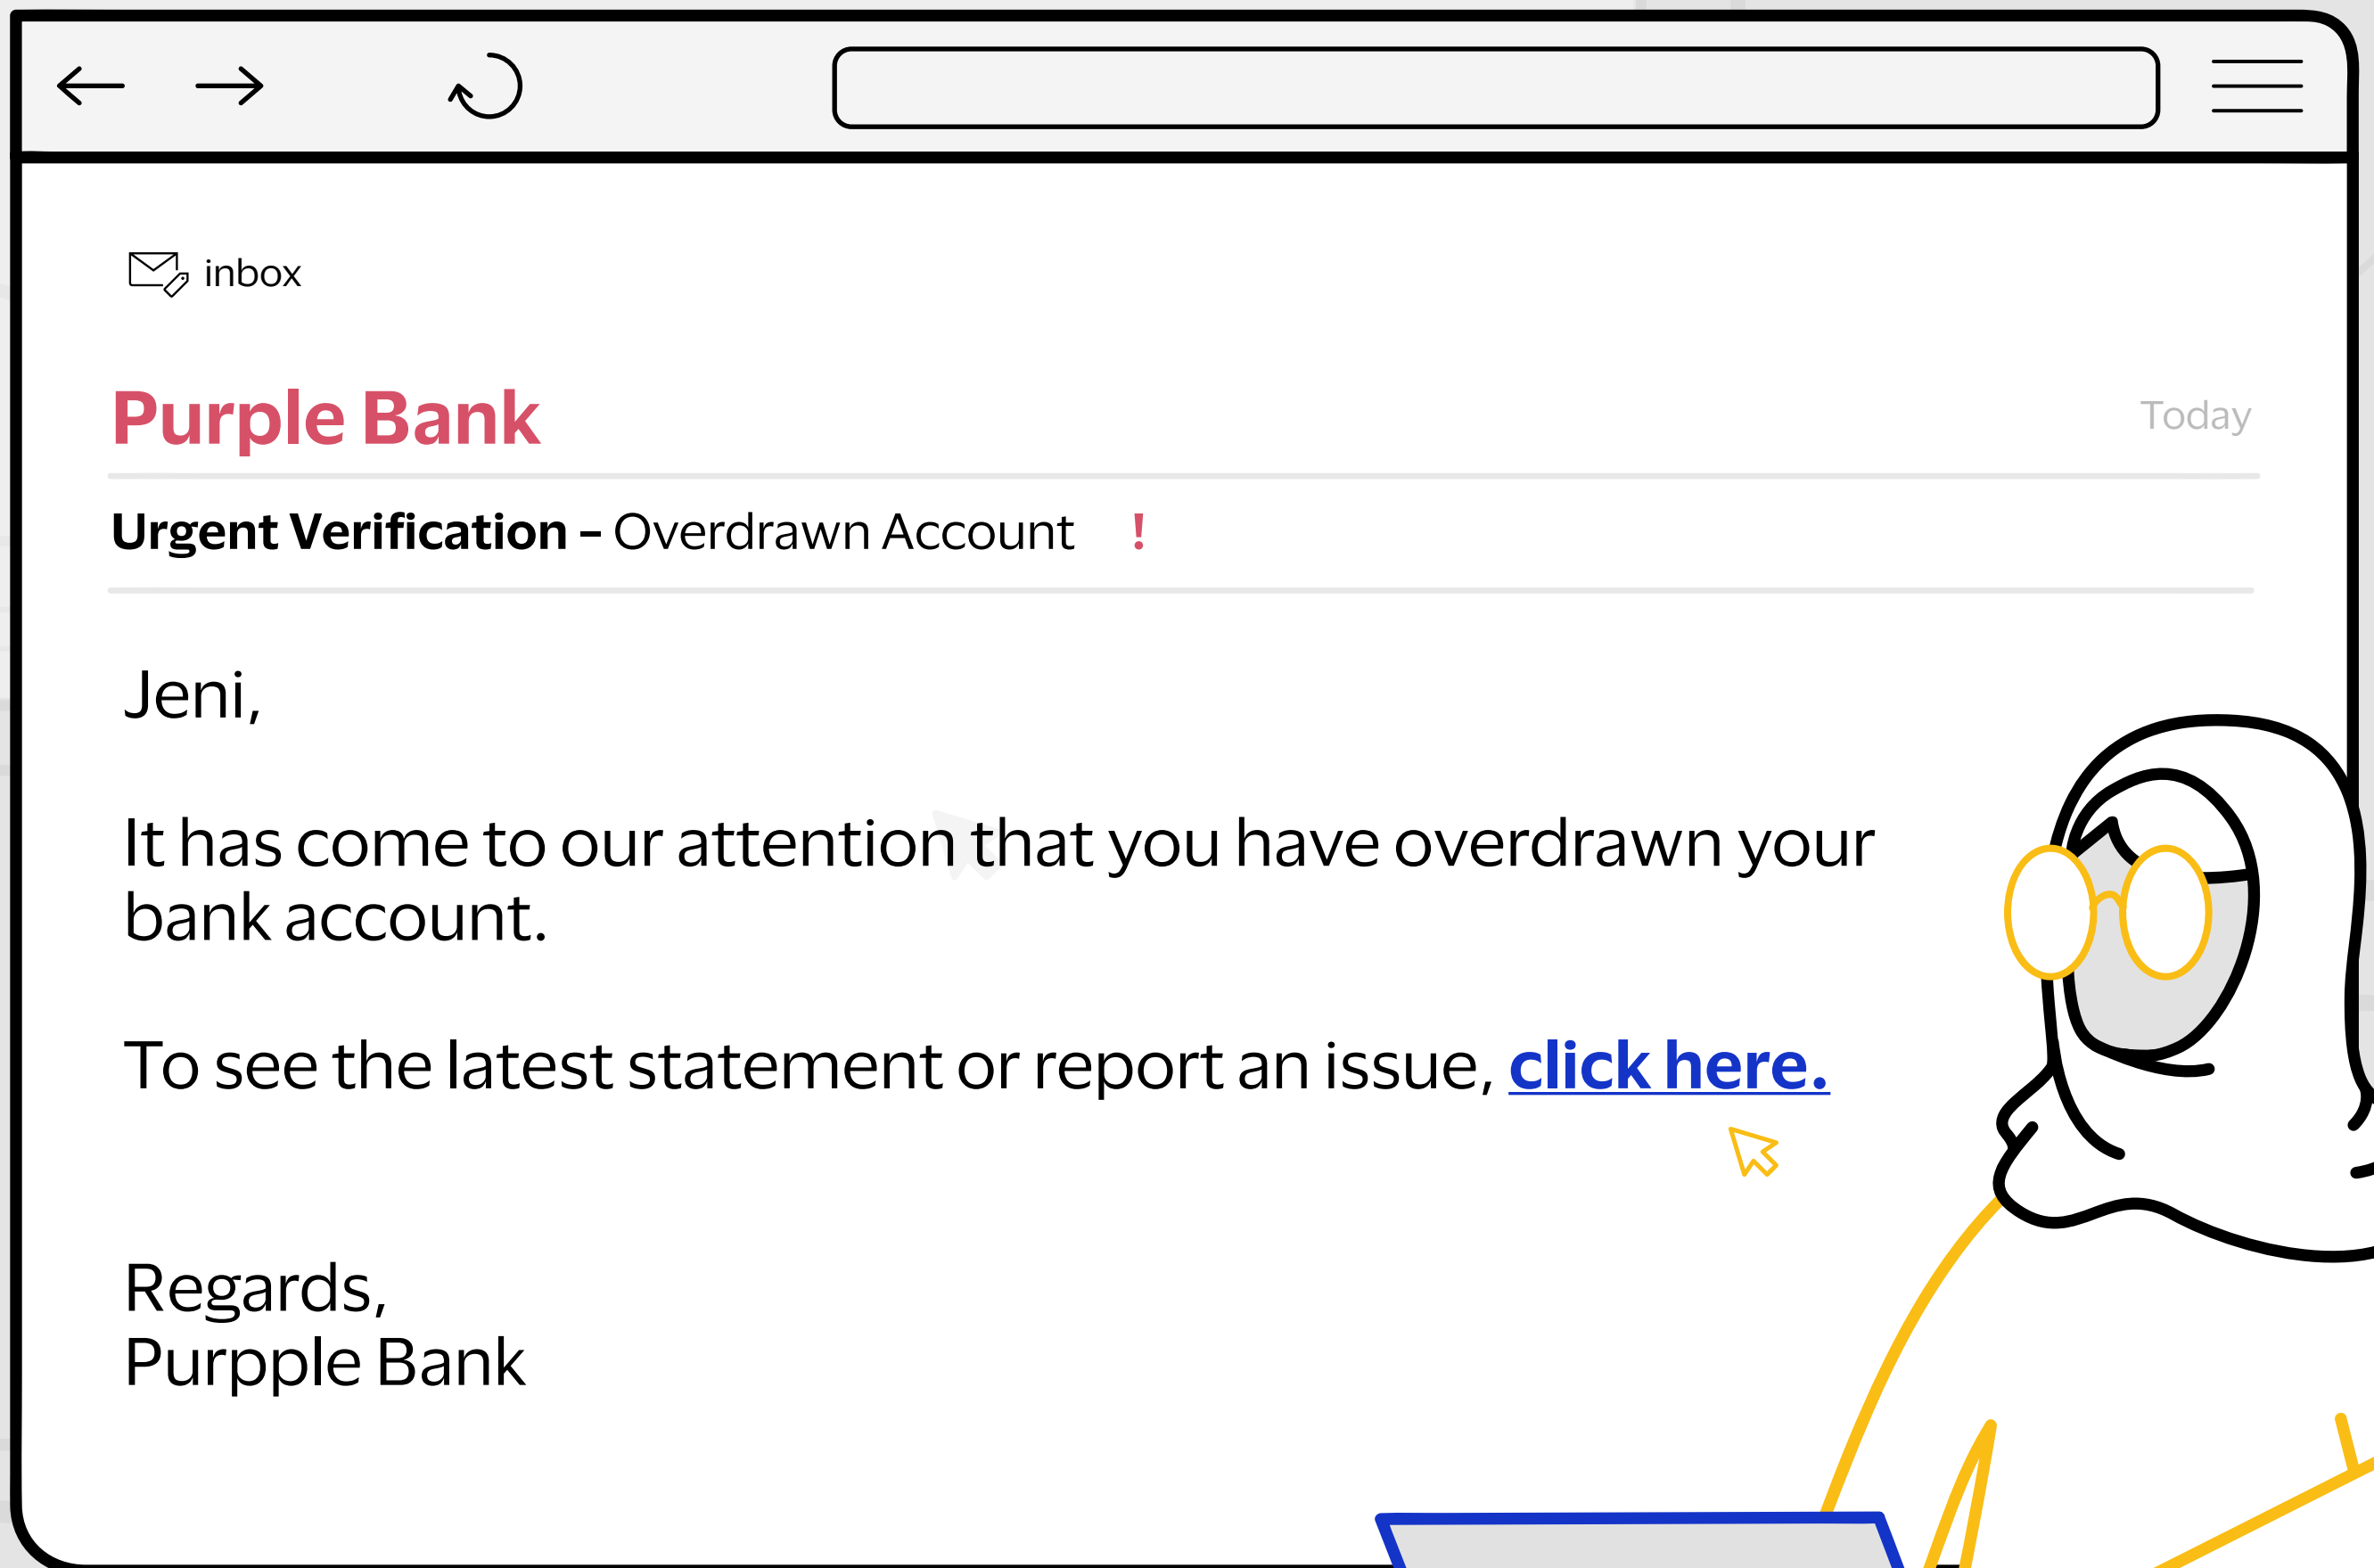 inbox
Purple Bank
Today
Urgent Verification – Overdrawn Account !
Jeni,
It has come to our attention that you have overdrawn your
bank account.
To see the latest statement or report an issue, click here.
Regards,
Purpple Bank